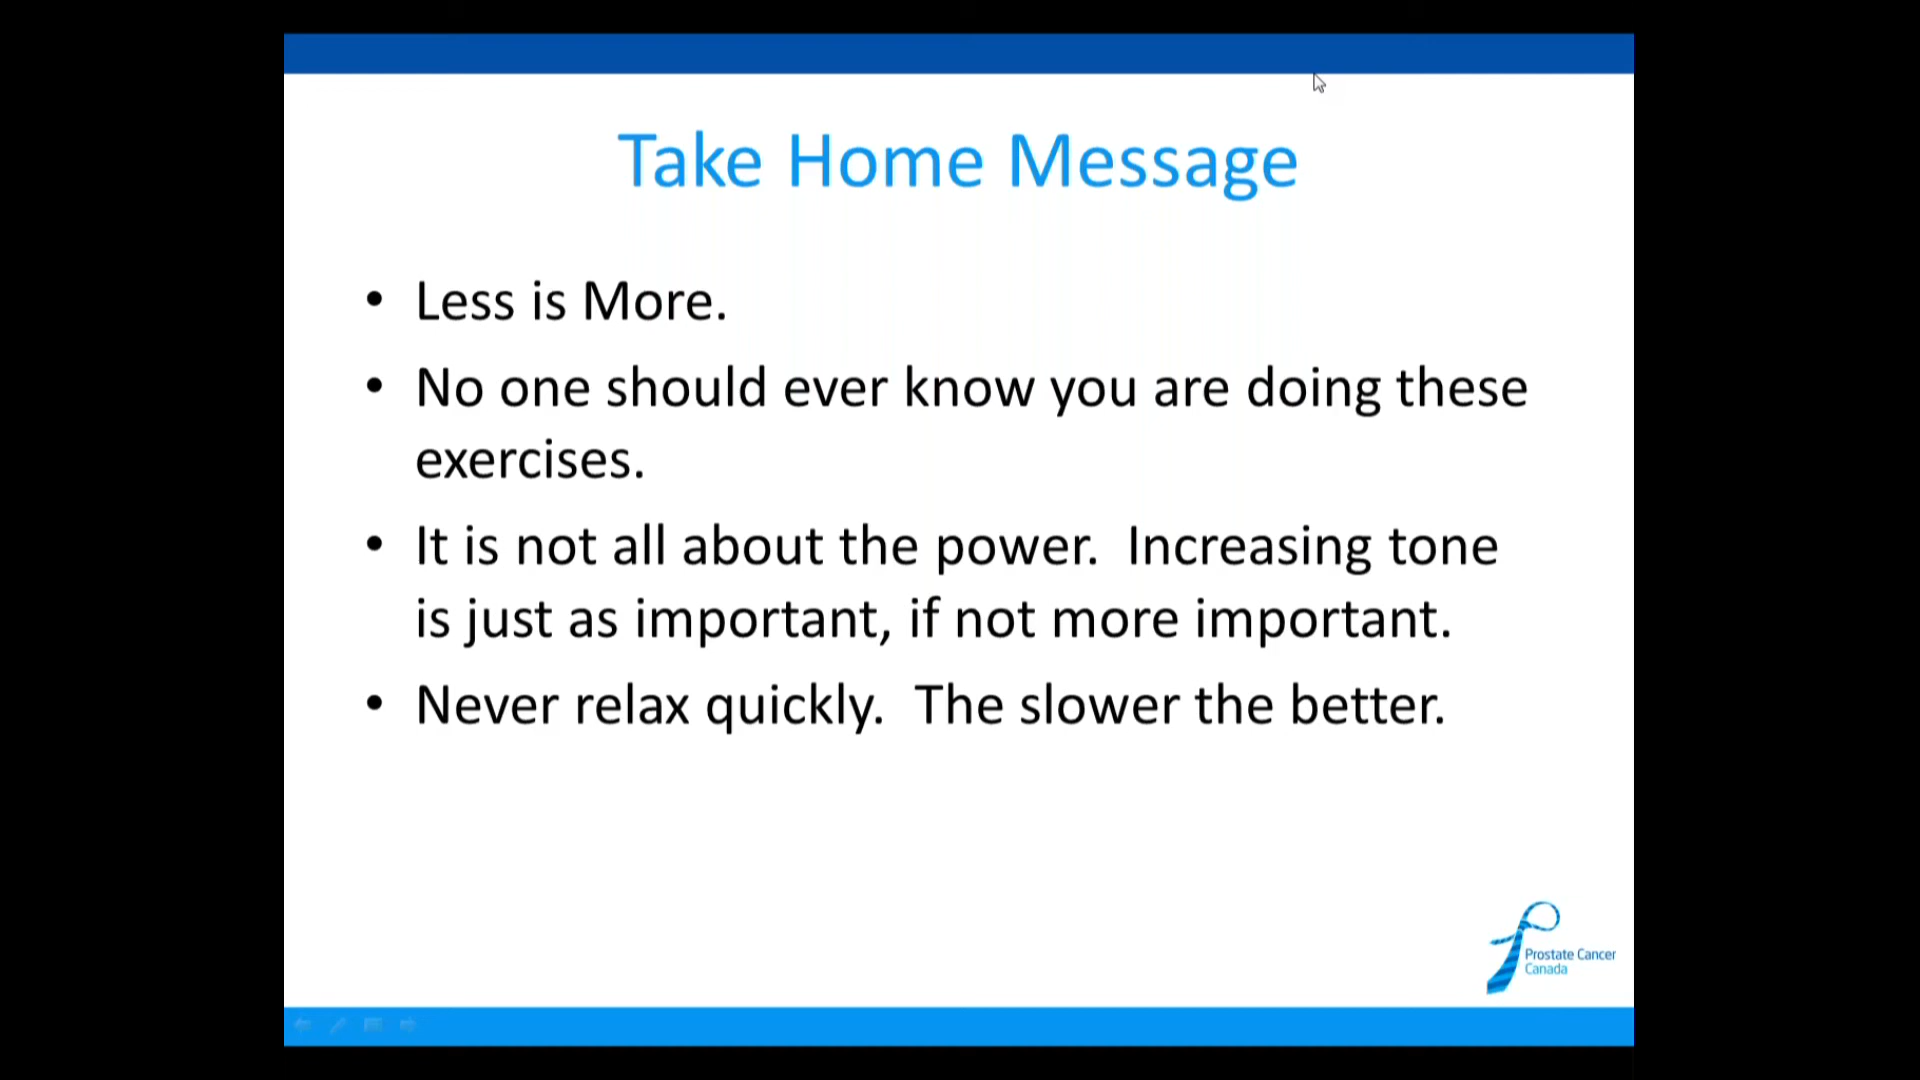 Take Home Message
• Less is More.
• No one should ever know you are doing these
exercises.
• It is not all about the power.  Increasing tone
is just as important, if not more important.
• Never relax quickly.  The slower the better.
Prostate Cancer
Canada